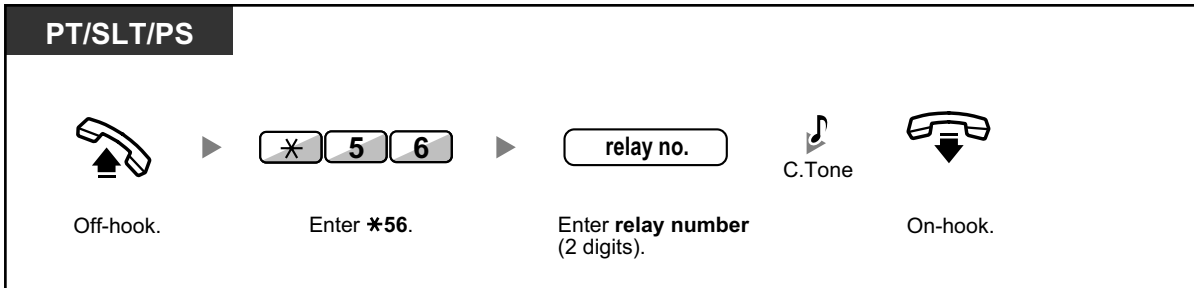 PT/SLT/PS
✳ 5 6
relay no.
C.Tone
Off-hook.
Enter ✳56.
Enter relay number
(2 digits).
On-hook.